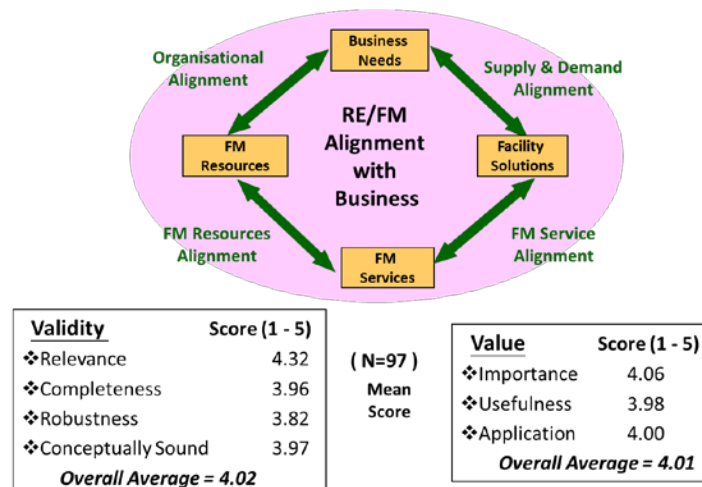 Business
Needs
Organisational
Alignment
Supply & Demand
Alignment
RE/FM
Alignment
with
Business
FM
Resources
Facility
Solutions
FM Resources
Alignment
FM Service
Alignment
FM
Services
Validity Score (1 - 5)
❖Relevance 4.32
❖Completeness 3.96
❖Robustness 3.82
❖Conceptually Sound 3.97
Overall Average = 4.02
( N=97 )
Mean
Score
Value Score (1 - 5)
❖Importance 4.06
❖Usefulness 3.98
❖Application 4.00
Overall Average = 4.01